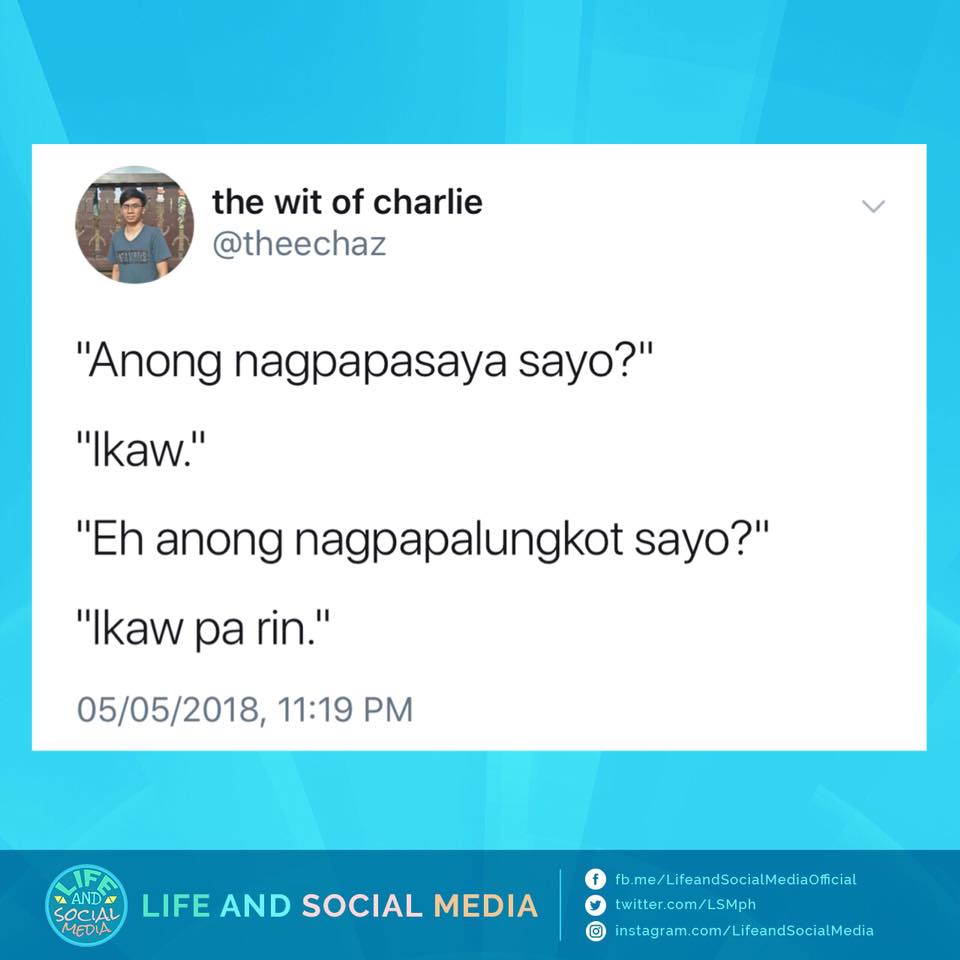 the wit of charlie
@theechaz
"Anong nagpapasaya sayo?"
"Ikaw."
"Eh anong nagpapalungkot sayo?"
"Ikaw pa rin."
05/05/2018, 11:19 PM
LIFE
AND
SOCIAL
MEDIA
LIFE AND SOCIAL MEDIA
fb.me/LifeandSocialMediaOfficial
twitter.com/LSMph
instagram.com/LifeandSocialMedia